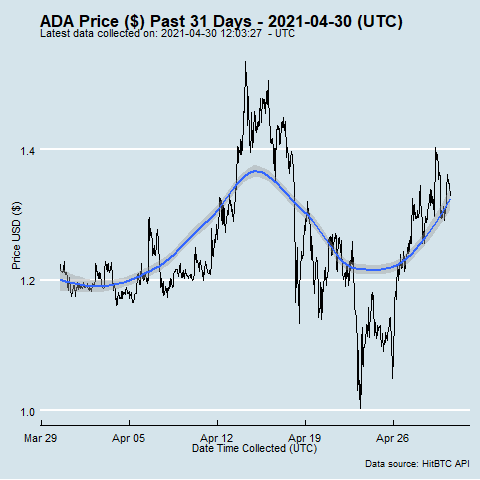 ADA Price ($) Past 31 Days - 2021-04-30 (UTC)
Latest data collected on: 2021-04-30 12:03:27 - UTC
Price USD ($)
1.4
1.2
1.0
Mar 29
Apr 05
Apr 12
Apr 19
Apr 26
Date Time Collected (UTC)
Data source: HitBTC API